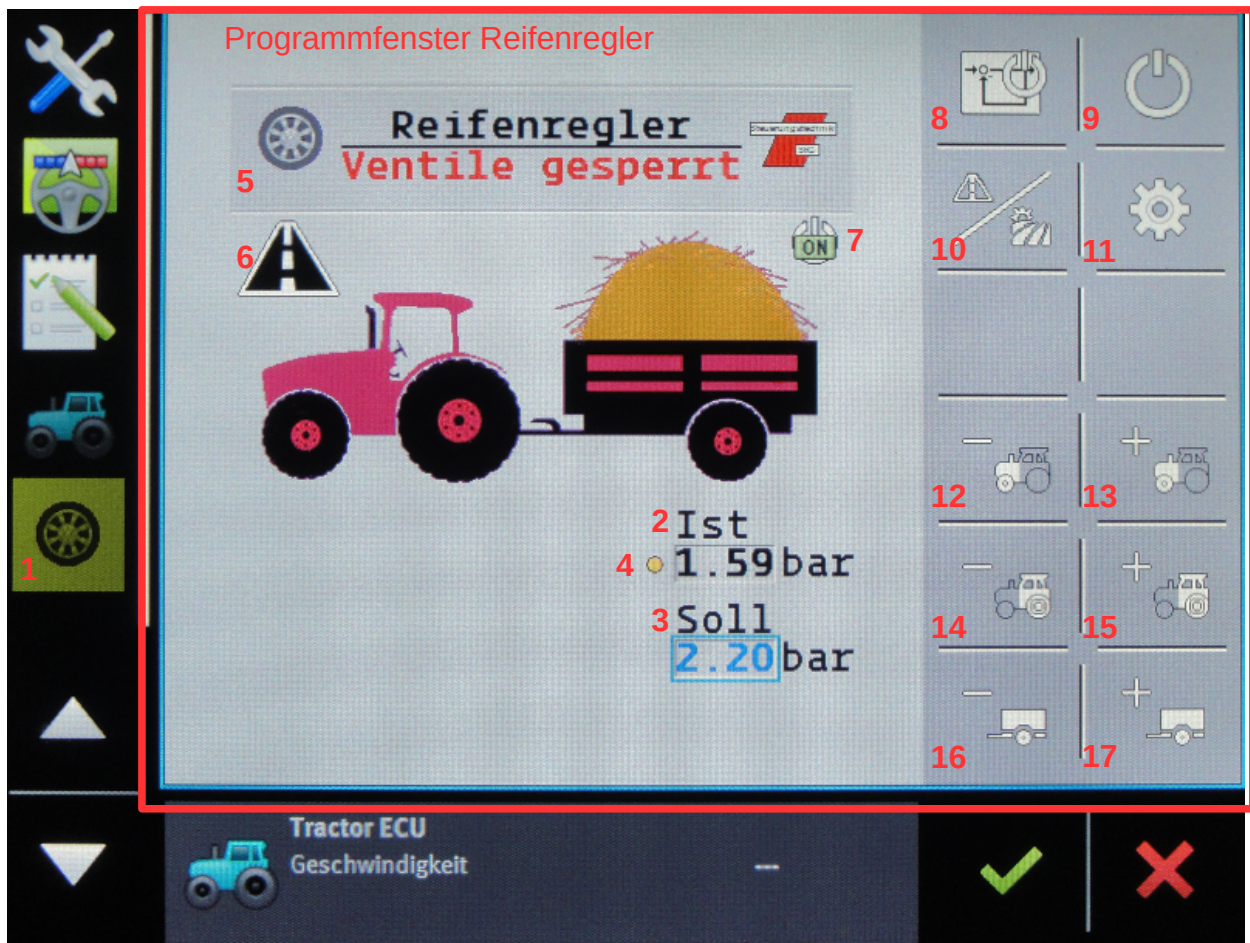 Programmfenster Reifenregler
8
9
Reifenregler
Steuerungstechnik
Ventile gesperrt
5
6
ON
7
10
11
12
13
2
Ist
4
1.59 bar
1
3
Soll
2.20 bar
14
15
16
17
Tractor ECU
Geschwindigkeit
---